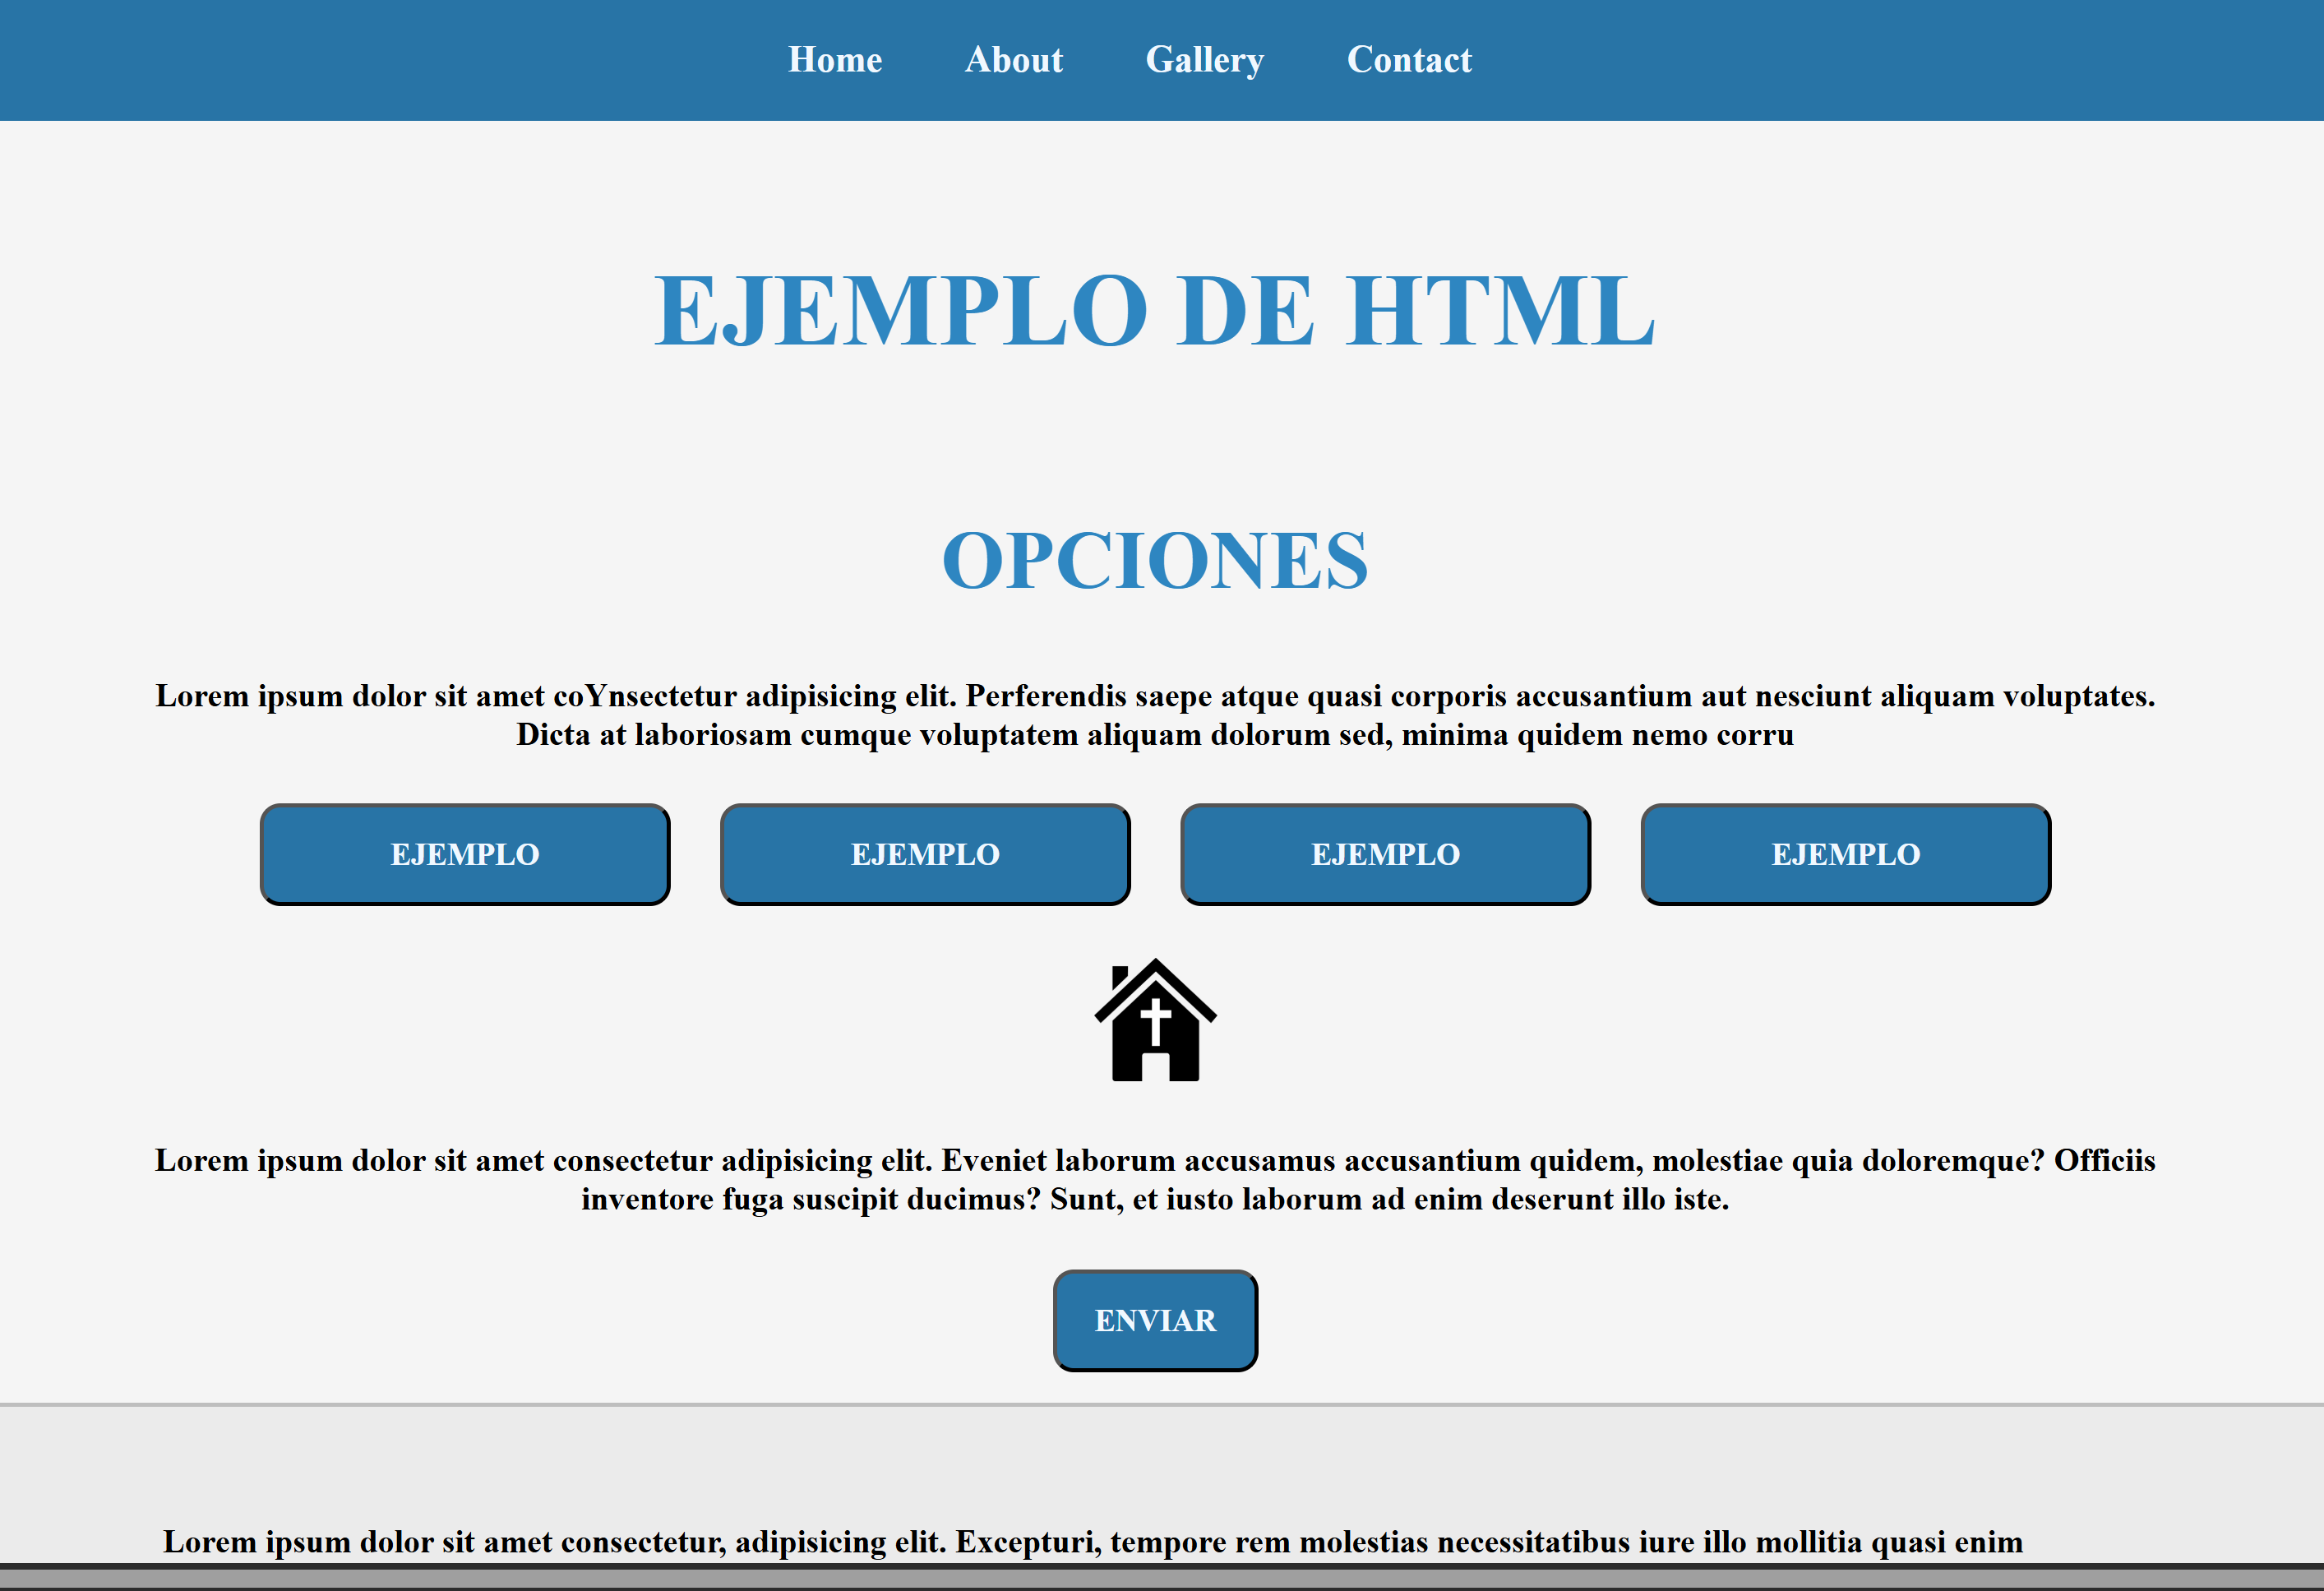 Home About Gallery Contact
EJEMPLO DE HTML
OPCIONES
Lorem ipsum dolor sit amet coYnsectetur adipisicing elit. Perferendis saepe atque quasi corporis accusantium aut nesciunt aliquam voluptates.
Dicta at laboriosam cumque voluptatem aliquam dolorum sed, minima quidem nemo corru
EJEMPLO EJEMPLO EJEMPLO EJEMPLO
Lorem ipsum dolor sit amet consectetur adipisicing elit. Eveniet laborum accusamus accusantium quidem, molestiae quia doloremque? Officiis
inventore fuga suscipit ducimus? Sunt, et iusto laborum ad enim deserunt illo iste.
ENVIAR
Lorem ipsum dolor sit amet consectetur, adipisicing elit. Excepturi, tempore rem molestias necessitatibus iure illo mollitia quasi enim